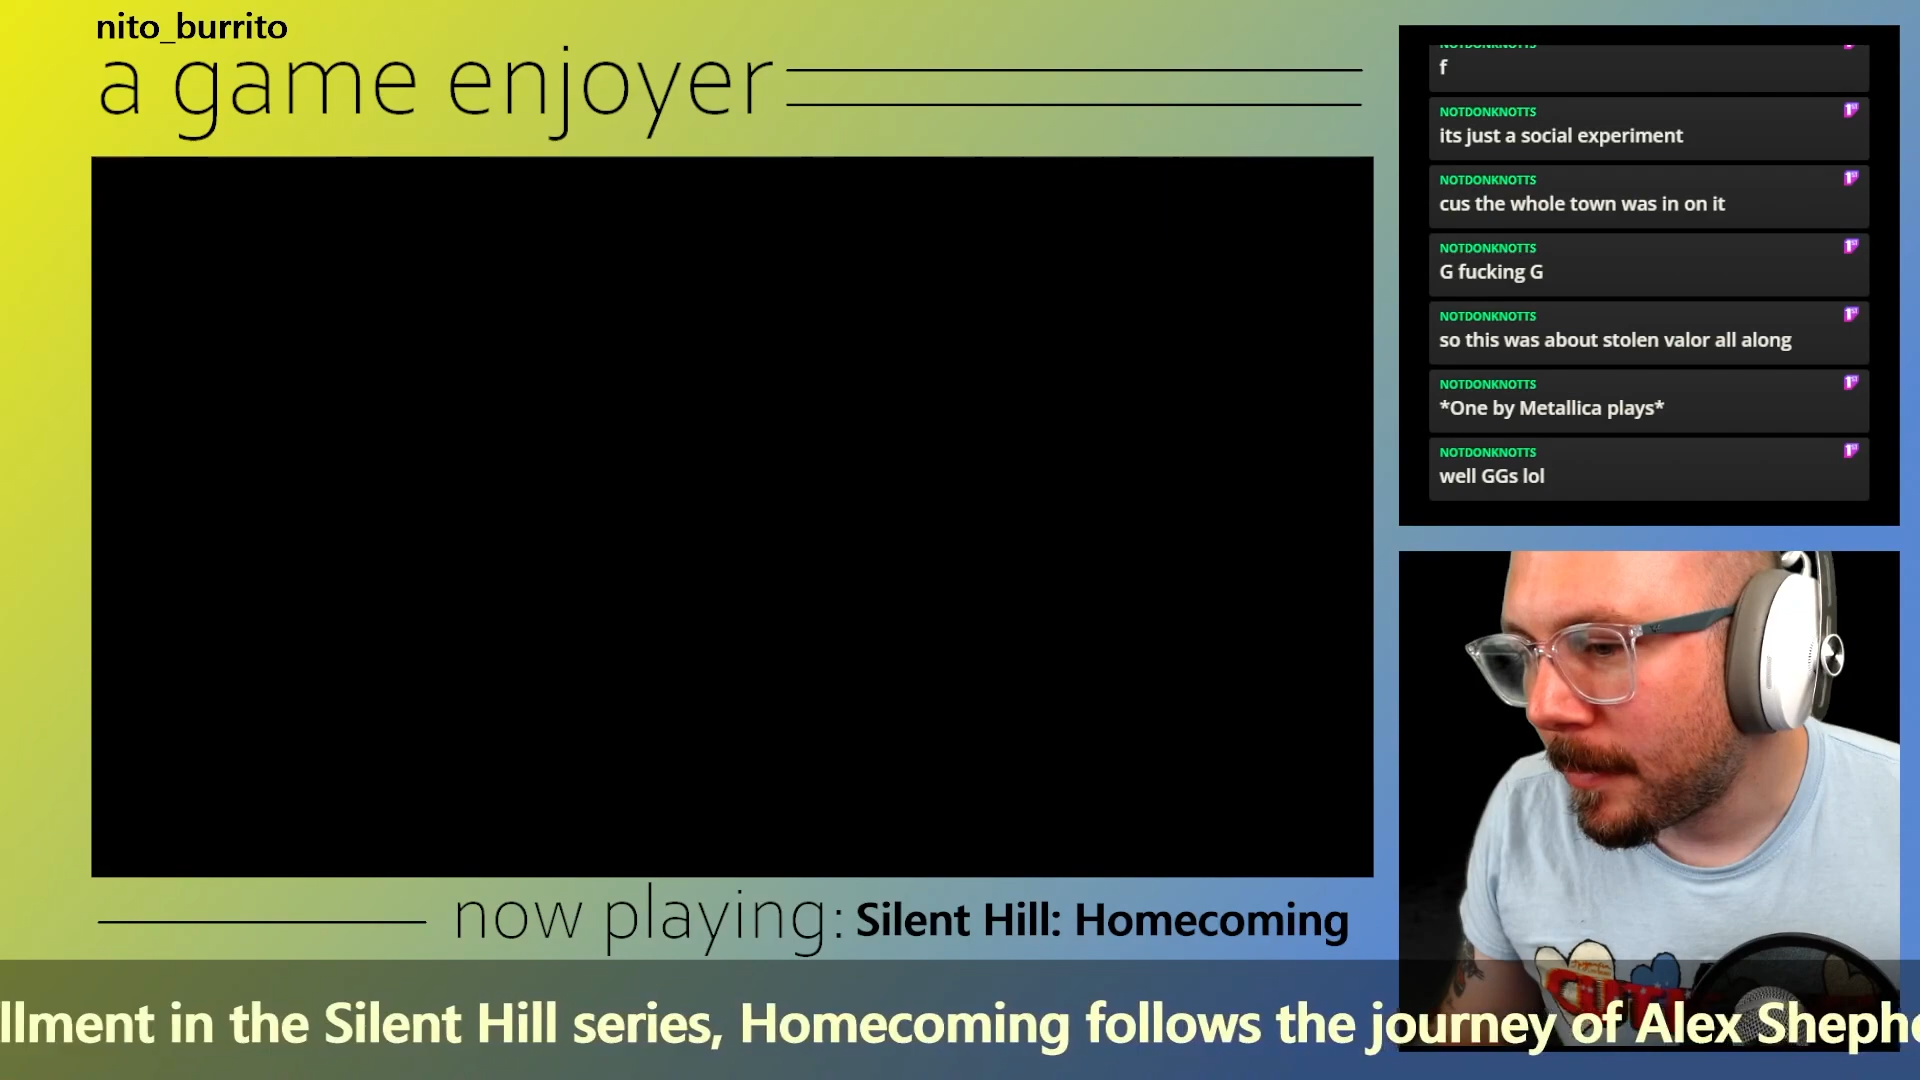 nito_burrito
a game enjoyer
NOTDONKNOTTS
f
NOTDONKNOTTS
its just a social experiment
NOTDONKNOTTS
cus the whole town was in on it
NOTDONKNOTTS
G fucking G
NOTDONKNOTTS
so this was about stolen valor all along
NOTDONKNOTTS
*One by Metallica plays*
NOTDONKNOTTS
well GGs lol
now playing: Silent Hill: Homecoming
llment in the Silent Hill series, Homecoming follows the journey of Alex Sheph